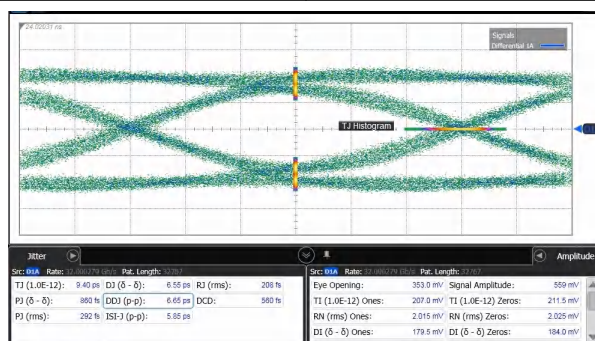 24.02031 ns
Signals
Differential 1A
TJ Histogram
Jitter
Amplitude
Src: D1A Rate: 32.000279 Gb/s Pat. Length: 32767
TJ (1.0E-12): 9.40 ps DJ (δ - δ): 6.56 ps RJ (rms): 208 fs
PJ (δ - δ): 860 fs DDJ (p-p): 6.65 ps DCD: 560 fs
PJ (rms): 292 fs ISI-J (p-p): 5.85 ps
Src: D1A Rate: 32.000279 Gb/s Pat. Length: 32767
Eye Opening: 353.0 mV Signal Amplitude: 559 mV
TI (1.0E-12) Ones: 207.0 mV TI (1.0E-12) Zeros: 211.5 mV
RN (rms) Ones: 2.015 mV RN (rms) Zeros: 2.025 mV
DI (δ - δ) Ones: 179.5 mV DI (δ - δ) Zeros: 184.0 mV